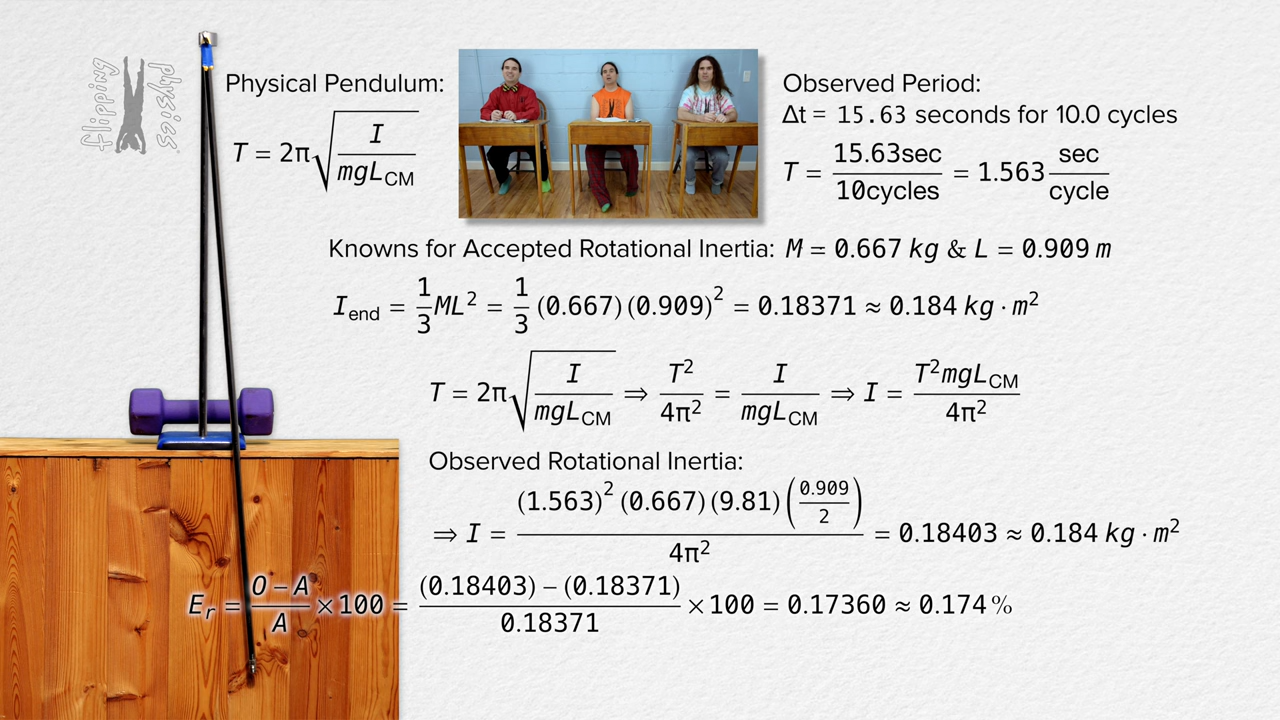 flipping physics
Physical Pendulum:
T = 2π√(I / mgL_CM)
Observed Period:
Δt = 15.63 seconds for 10.0 cycles
T = 15.63sec / 10cycles = 1.563 sec / cycle
Knowns for Accepted Rotational Inertia: M = 0.667 kg & L = 0.909 m
I_end = 1/3 ML² = 1/3 (0.667)(0.909)² = 0.18371 ≈ 0.184 kg · m²
T = 2π√(I / mgL_CM) ⇒ T² / 4π² = I / mgL_CM ⇒ I = T²mgL_CM / 4π²
Observed Rotational Inertia:
⇒ I = (1.563)² (0.667)(9.81)(0.909 / 2) / 4π² = 0.18403 ≈ 0.184 kg · m²
E_r = O – A / A × 100 = (0.18403) – (0.18371) / 0.18371 × 100 = 0.17360 ≈ 0.174%